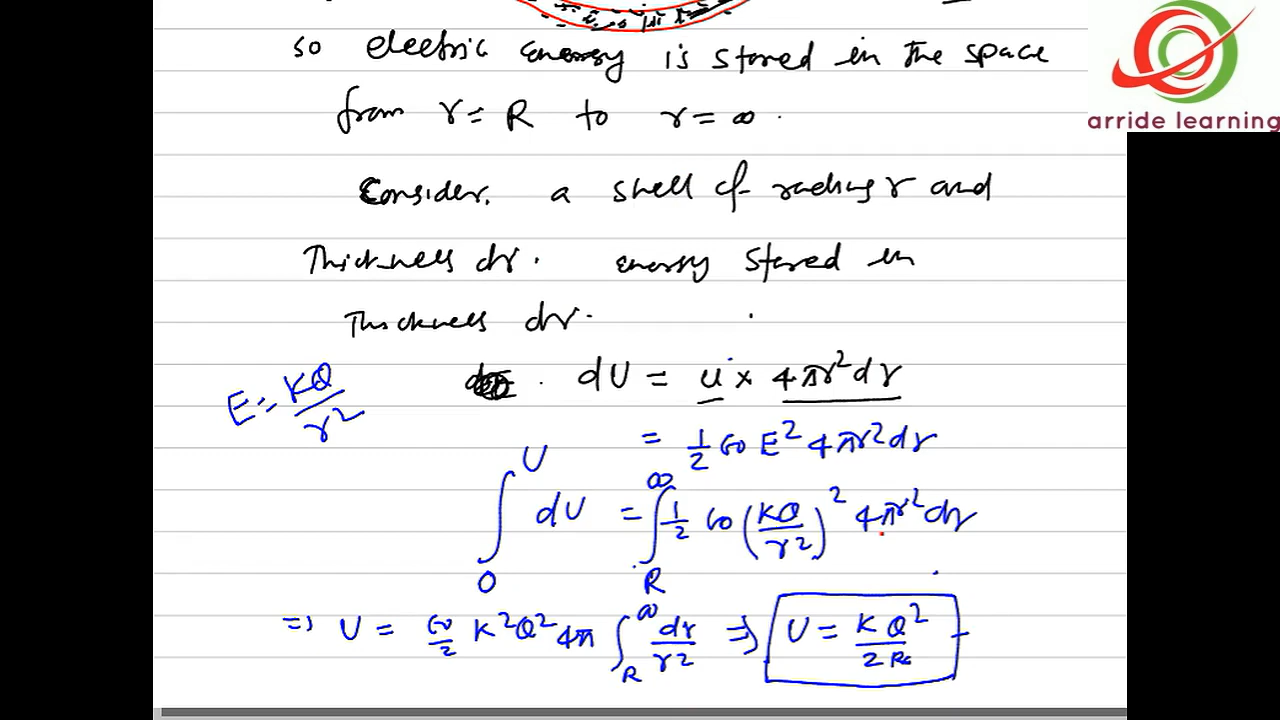 so electric energy is stored in the space
arride learning
from r = R to r = ∞.
Consider. a shell of radius r and
Thickness dr. energy stored in
Thickness dr.
E = KQ/r²
dU = u × 4πr²dr
= 1/2 ε₀ E² 4πr²dr
∫₀^U dU = ∫_R^∞ 1/2 ε₀ (KQ/r²)² 4πr²dr
=> U = ε₀/2 K²Q² 4π ∫_R^∞ dr/r² => U = KQ²/2R